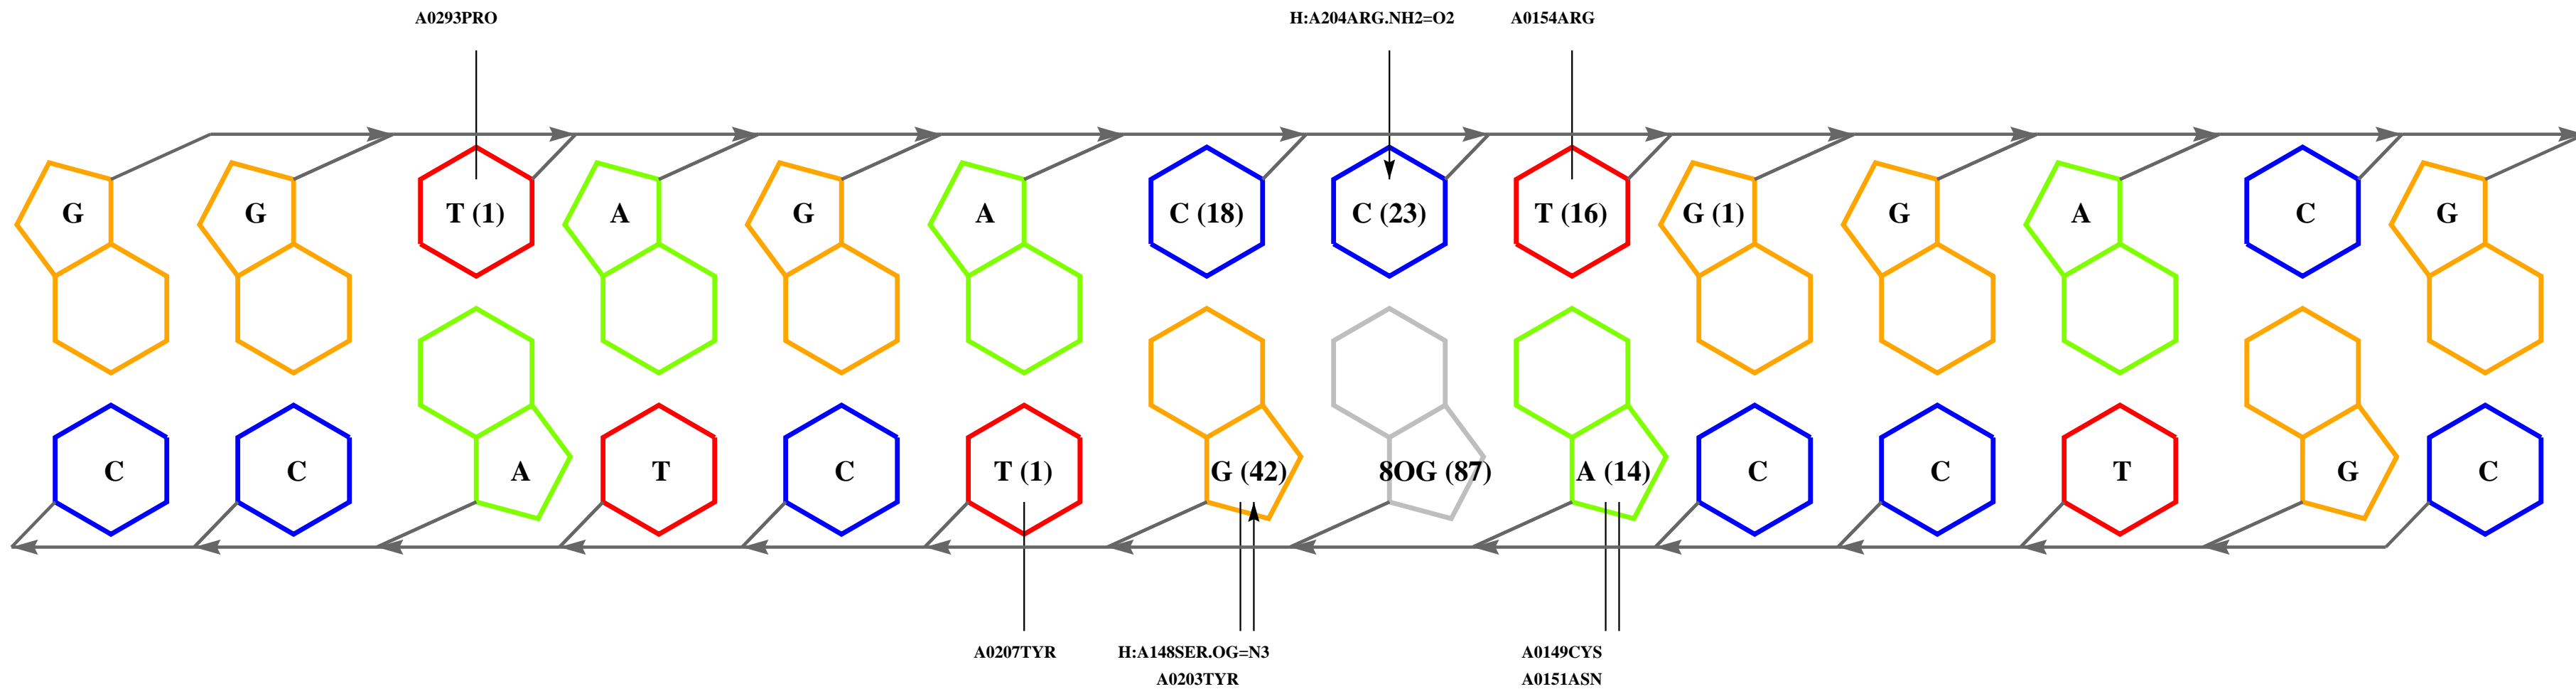 A0293PRO H:A204ARG.NH2=O2 A0154ARG
G G T (1) A G A C (18) C (23) T (16) G (1) G A C G
C C A T C T (1) G (42) 8OG (87) A (14) C C T G C
A0207TYR H:A148SER.OG=N3 A0149CYS
A0203TYR A0151ASN